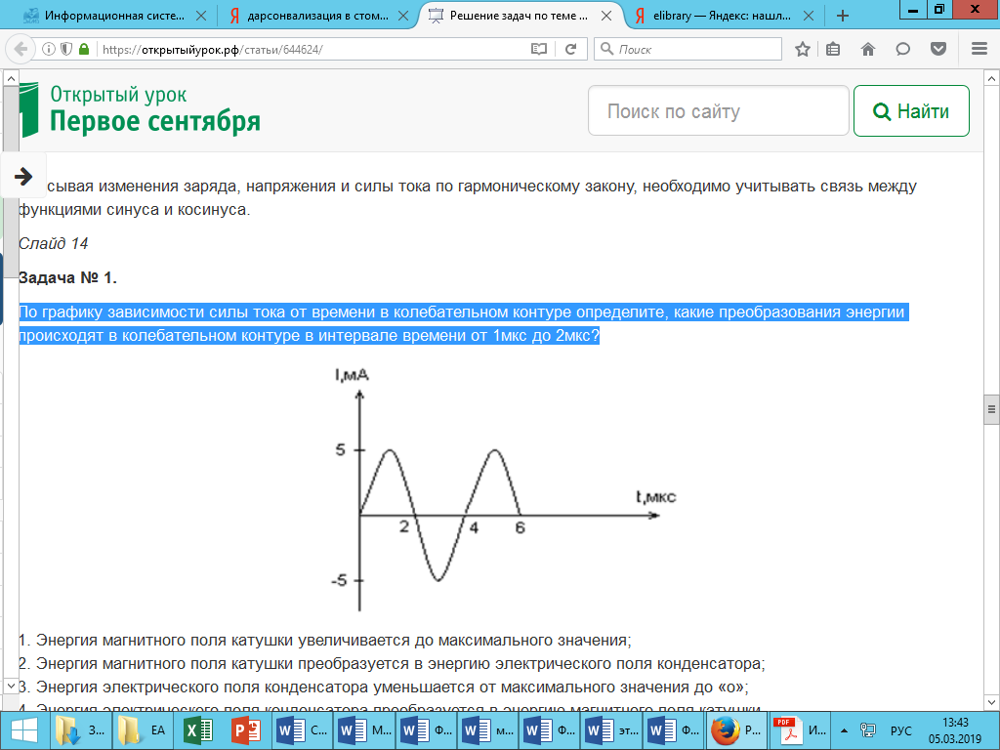 Информационная систе...
дарсонвализация в стом...
Решение задач по теме ...
elibrary — Яндекс: нашл...
https://открытыйурок.рф/статьи/644624/
Поиск
Открытый урок
Первое сентября
Поиск по сайту
Найти
сывая изменения заряда, напряжения и силы тока по гармоническому закону, необходимо учитывать связь между
функциями синуса и косинуса.
Слайд 14
Задача № 1.
По графику зависимости силы тока от времени в колебательном контуре определите, какие преобразования энергии
происходят в колебательном контуре в интервале времени от 1мкс до 2мкс?
I,мА
5
t,мкс
2 4 6
-5
1. Энергия магнитного поля катушки увеличивается до максимального значения;
2. Энергия магнитного поля катушки преобразуется в энергию электрического поля конденсатора;
3. Энергия электрического поля конденсатора уменьшается от максимального значения до «о»;
4. Энергия электрического поля конденсатора преобразуется в энергию магнитного поля катушки
З... ЕА С... М... Ф... м... Ф... эт... Ф... Р... И... РУС
13:43
05.03.2019